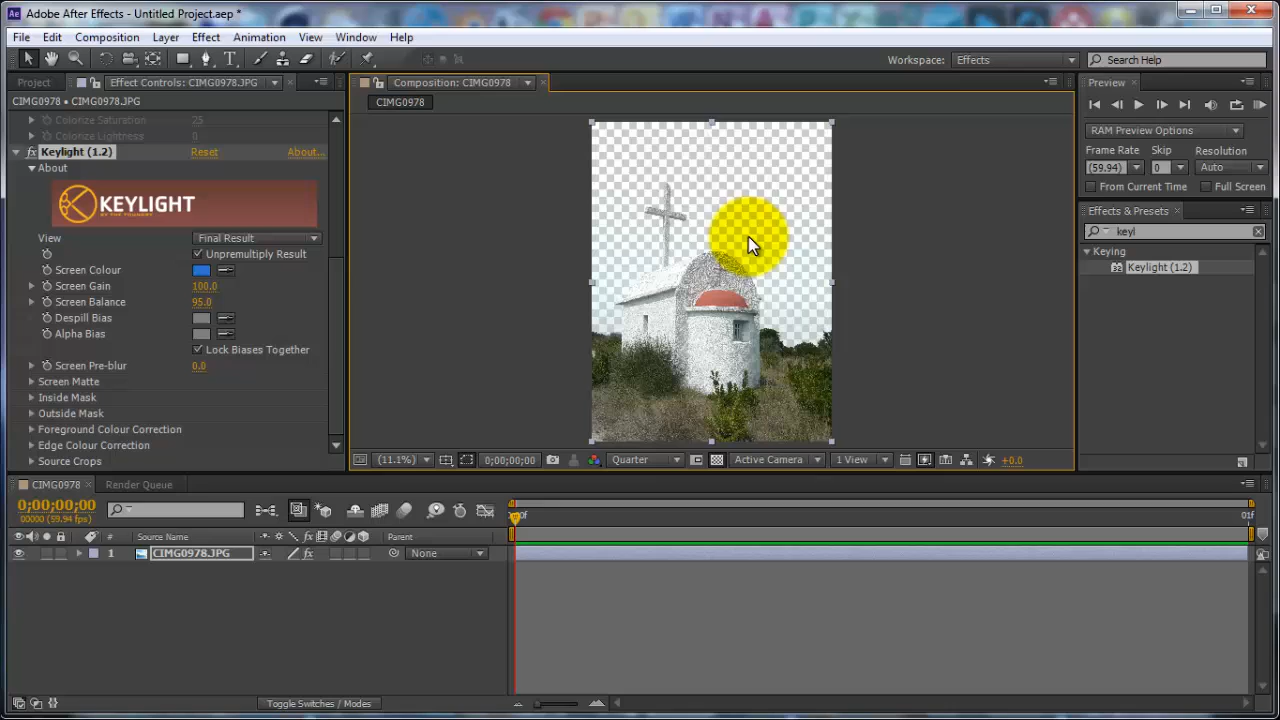 Adobe After Effects - Untitled Project.aep *
File Edit Composition Layer Effect Animation View Window Help
Workspace: Effects Search Help
Project Effect Controls: CIMG0978.JPG Composition: CIMG0978 Preview
CIMG0978 • CIMG0978.JPG CIMG0978
Colorize Saturation 25
Colorize Lightness 0
Keylight (1.2) Reset About...
About
KEYLIGHT
BY THE FOUNDRY
View Final Result
Unpremultiply Result
Screen Colour
Screen Gain 100.0
Screen Balance 95.0
Despill Bias
Alpha Bias
Lock Biases Together
Screen Pre-blur 0.0
Screen Matte
Inside Mask
Outside Mask
Foreground Colour Correction
Edge Colour Correction
Source Crops
(11.1%) 0;00;00;00 Quarter Active Camera 1 View +0.0
RAM Preview Options
Frame Rate Skip Resolution
(59.94) 0 Auto
From Current Time Full Screen
Effects & Presets
keyl
Keying
32 Keylight (1.2)
CIMG0978 Render Queue
0;00;00;00
00000 (59.94 fps)
00f 01f
# Source Name Parent
1 CIMG0978.JPG None
Toggle Switches / Modes